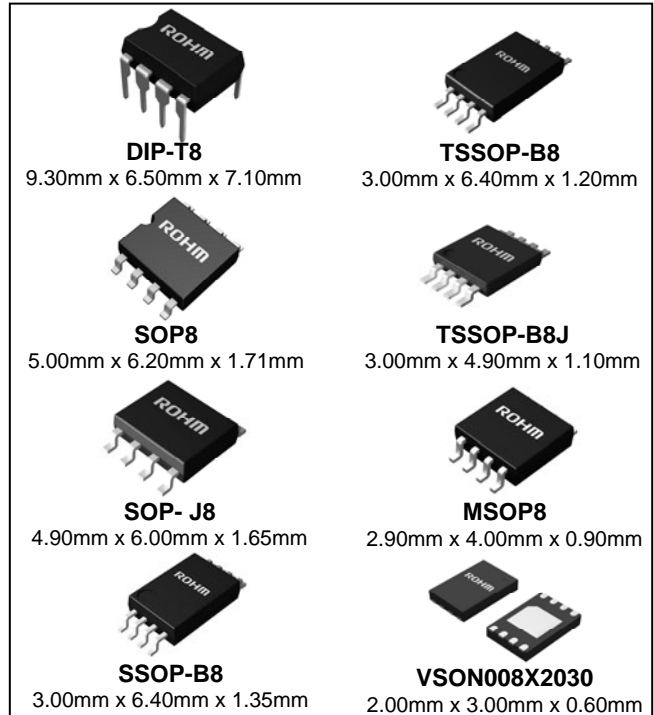 ROHM
DIP-T8
9.30mm x 6.50mm x 7.10mm
ROHM
TSSOP-B8
3.00mm x 6.40mm x 1.20mm
ROHM
SOP8
5.00mm x 6.20mm x 1.71mm
ROHM
TSSOP-B8J
3.00mm x 4.90mm x 1.10mm
ROHM
SOP- J8
4.90mm x 6.00mm x 1.65mm
ROHM
MSOP8
2.90mm x 4.00mm x 0.90mm
ROHM
SSOP-B8
3.00mm x 6.40mm x 1.35mm
ROHM
VSON008X2030
2.00mm x 3.00mm x 0.60mm